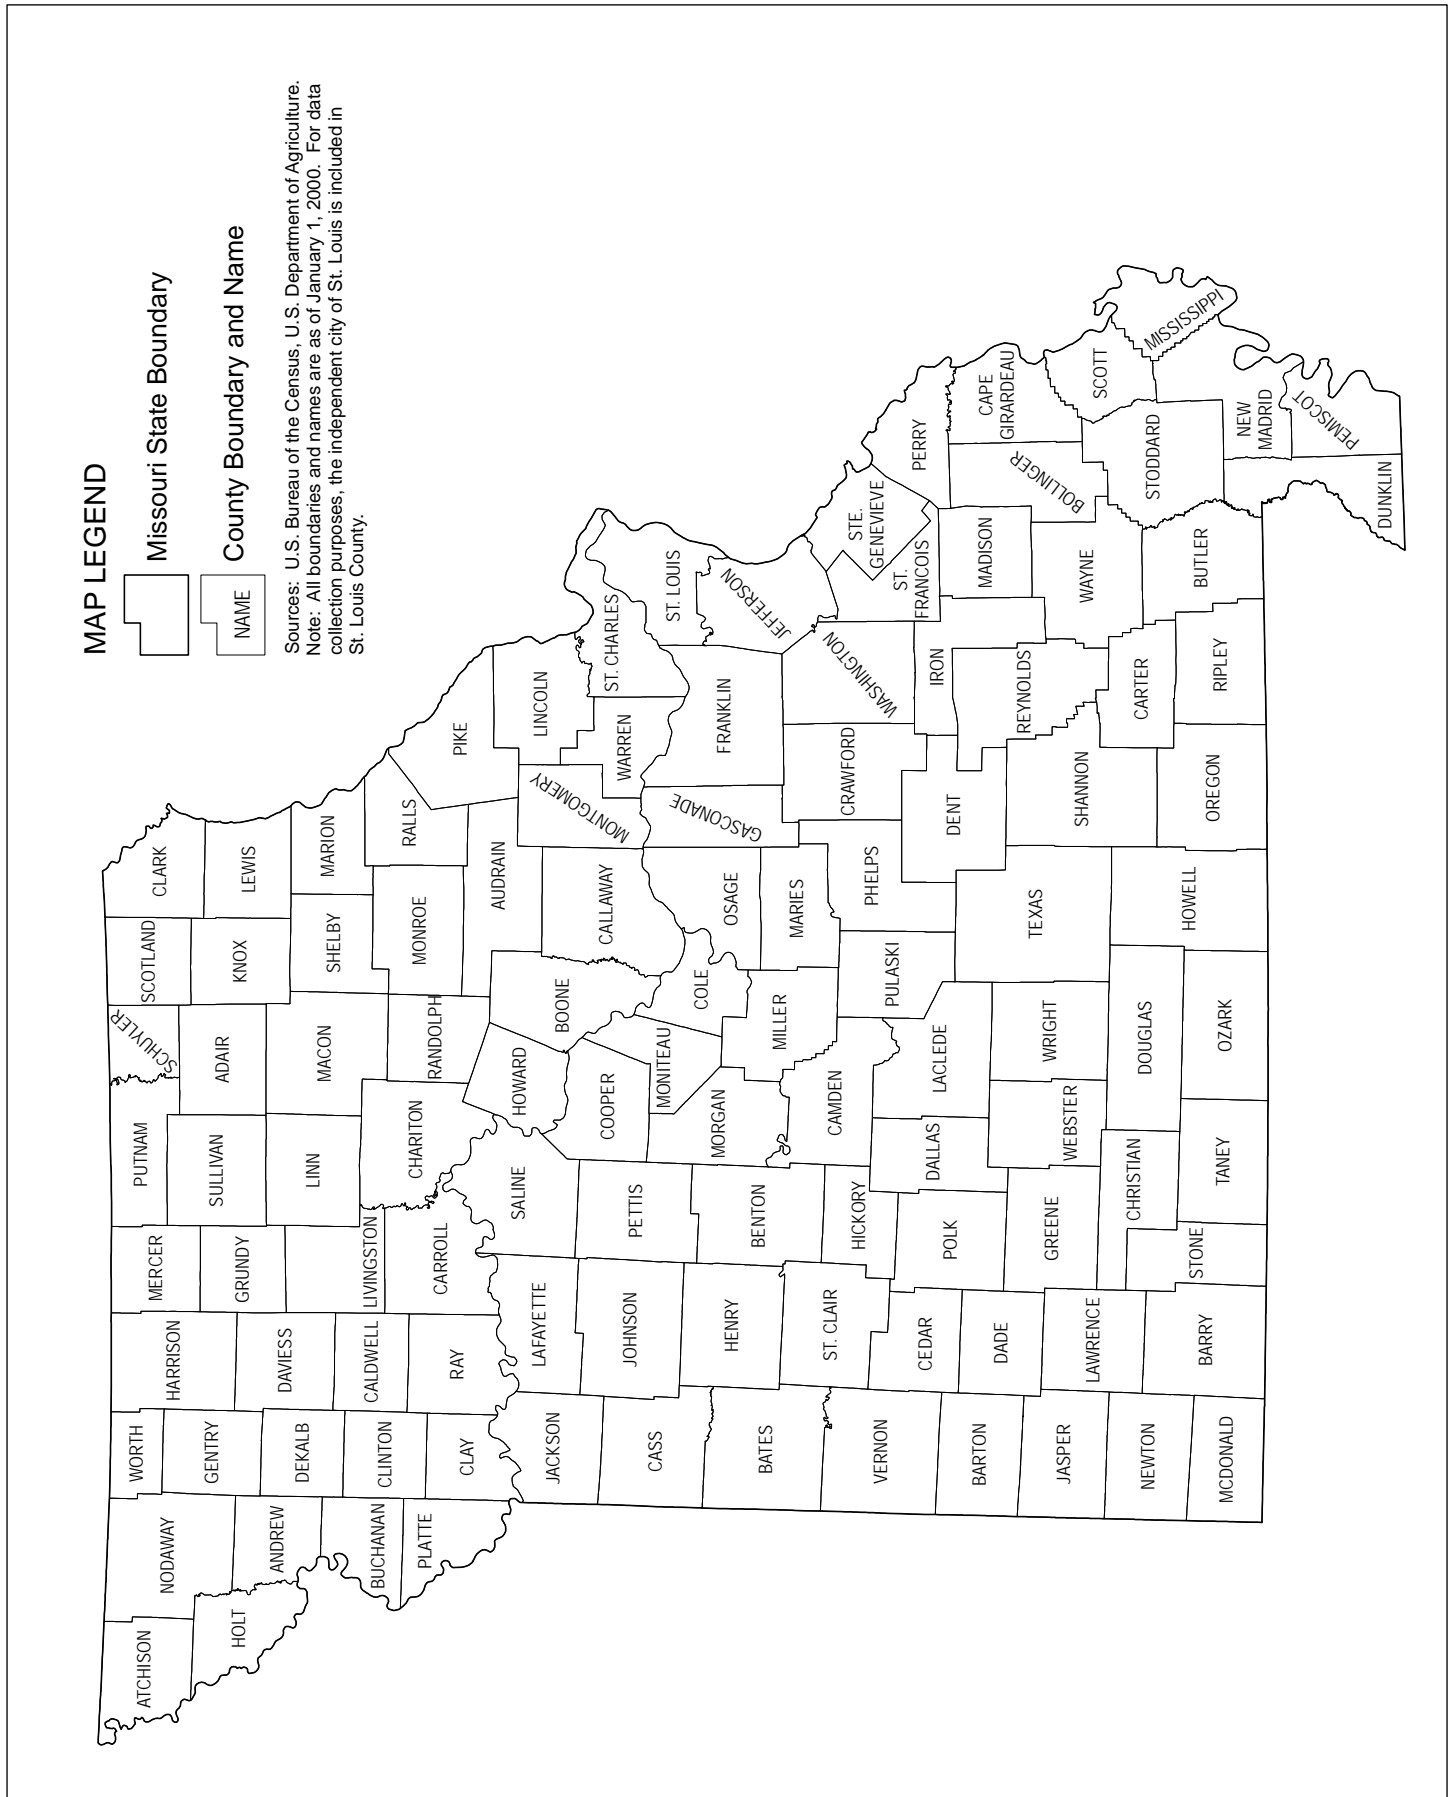 MAP LEGEND
Missouri State Boundary
NAME
County Boundary and Name
Sources: U.S. Bureau of the Census, U.S. Department of Agriculture.
Note: All boundaries and names are as of January 1, 2000. For data
collection purposes, the independent city of St. Louis is included in
St. Louis County.
ATCHISON
NODAWAY
WORTH
HARRISON
MERCER
PUTNAM
SCHUYLER
SCOTLAND
CLARK
HOLT
ANDREW
GENTRY
GRUNDY
SULLIVAN
ADAIR
KNOX
LEWIS
DEKALB
DAVIESS
LIVINGSTON
LINN
MACON
SHELBY
MARION
BUCHANAN
CLINTON
CALDWELL
CARROLL
CHARITON
RANDOLPH
MONROE
RALLS
PLATTE
CLAY
RAY
SALINE
HOWARD
BOONE
AUDRAIN
PIKE
JACKSON
LAFAYETTE
PETTIS
COOPER
MONITEAU
COLE
CALLAWAY
MONTGOMERY
WARREN
LINCOLN
ST. CHARLES
CASS
JOHNSON
BENTON
MORGAN
MILLER
OSAGE
GASCONADE
FRANKLIN
ST. LOUIS
JEFFERSON
BATES
HENRY
HICKORY
CAMDEN
MARIES
CRAWFORD
WASHINGTON
ST. CLAIR
PULASKI
PHELPS
ST.
FRANCOIS
STE.
GENEVIEVE
VERNON
CEDAR
POLK
DALLAS
LACLEDE
DENT
IRON
PERRY
BARTON
DADE
GREENE
WEBSTER
WRIGHT
TEXAS
REYNOLDS
MADISON
BOLLINGER
CAPE
GIRARDEAU
JASPER
LAWRENCE
CHRISTIAN
DOUGLAS
SHANNON
WAYNE
SCOTT
NEWTON
STONE
HOWELL
CARTER
STODDARD
MISSISSIPPI
MCDONALD
BARRY
TANEY
OZARK
OREGON
RIPLEY
BUTLER
NEW
MADRID
PEMISCOT
DUNKLIN